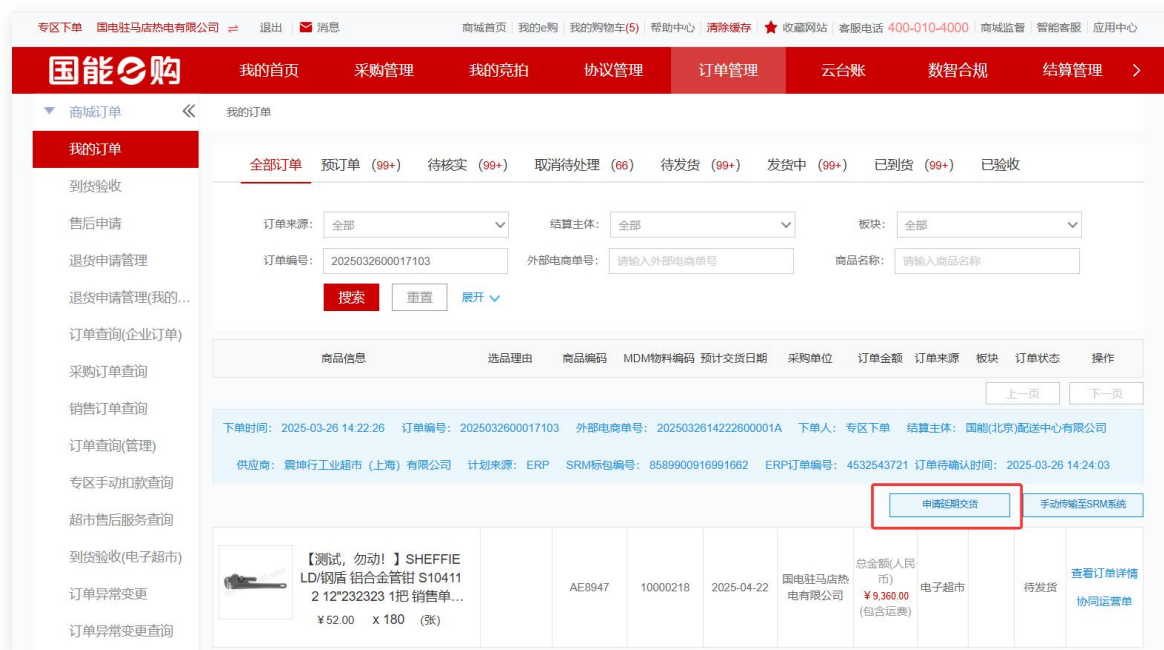 专区下单 国电驻马店热电有限公司 退出 消息 商城首页 我的e购 我的购物车(5) 帮助中心 清除缓存 收藏网站 客服电话 400-010-4000 商城监督 智能客服 应用中心
国能e购 我的首页 采购管理 我的竞拍 协议管理 订单管理 云台账 数智合规 结算管理
商城订单
我的订单
到货验收
售后申请
退货申请管理
退货申请管理(我的...
订单查询(企业订单)
采购订单查询
销售订单查询
订单查询(管理)
专区手动扣款查询
超市售后服务查询
到货验收(电子超市)
订单异常变更
订单异常变更查询
我的订单
全部订单 预订单 (99+) 待核实 (99+) 取消待处理 (66) 待发货 (99+) 发货中 (99+) 已到货 (99+) 已验收
订单来源: 全部 结算主体: 全部 板块: 全部
订单编号: 2025032600017103 外部电商单号: 请输入外部电商单号 商品名称: 请输入商品名称
搜索 重置 展开
商品信息 选品理由 商品编码 MDM物料编码 预计交货日期 采购单位 订单金额 订单来源 板块 订单状态 操作
上一页 下一页
下单时间: 2025-03-26 14:22:26 订单编号: 2025032600017103 外部电商单号: 2025032614222600001A 下单人: 专区下单 结算主体: 国能(北京)配送中心有限公司
供应商: 震坤行工业超市 (上海) 有限公司 计划来源: ERP SRM标包编号: 8589900916991662 ERP订单编号: 4532543721 订单待确认时间: 2025-03-26 14:24:03
申请延期交货 手动传输至SRM系统
【测试,勿动!】SHEFFIE
LD/钢盾 铝合金管钳 S10411
2 12"232323 1把 销售单...
¥52.00 x 180 (张)
AE8947
10000218
2025-04-22
国电驻马店热
电有限公司
总金额(人民
币)
¥9,360.00
(包含运费)
电子超市
待发货
查看订单详情
协同运营单